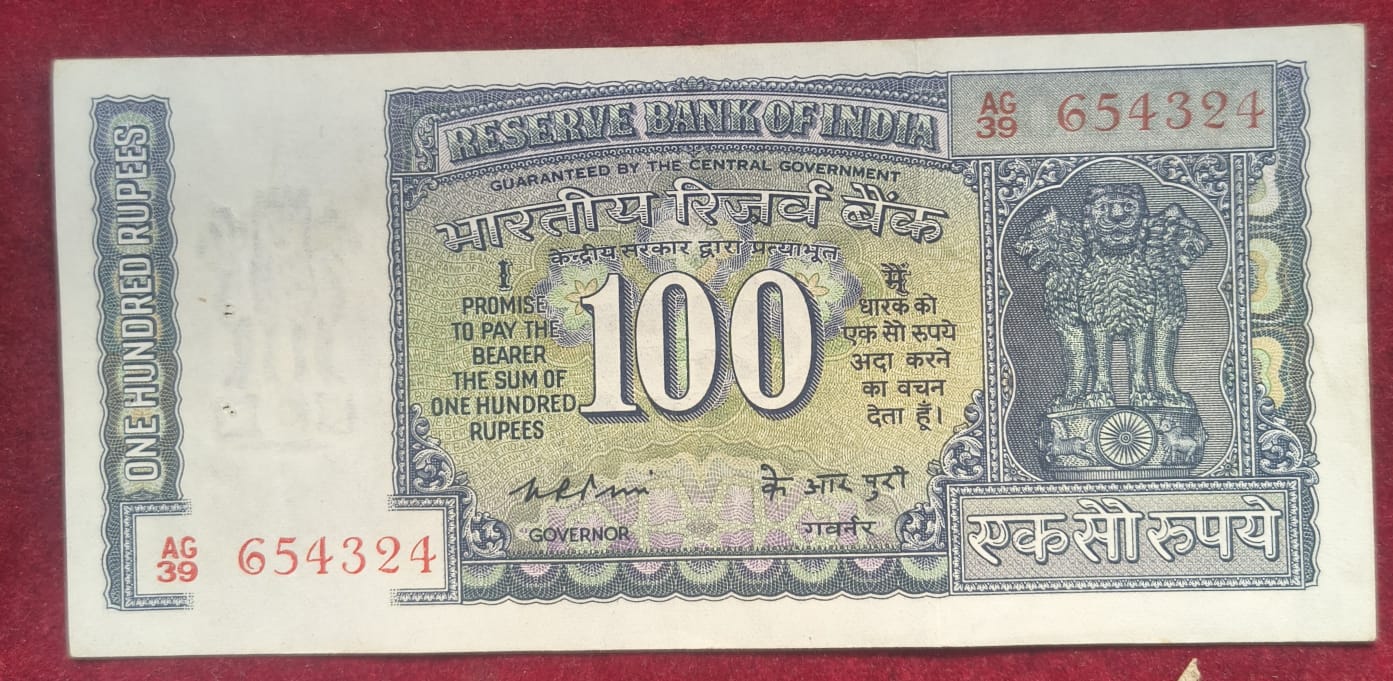 RESERVE BANK OF INDIA
AG
39 654324
GUARANTEED BY THE CENTRAL GOVERNMENT
भारतीय रिज़र्व बैंक
केन्द्रीय सरकार द्वारा प्रत्याभूत
ONE HUNDRED RUPEES
I
PROMISE
TO PAY THE
BEARER
THE SUM OF
ONE HUNDRED
RUPEES
100
मैं
धारक को
एक सौ रुपये
अदा करने
का वचन
देता हूँ।
के आर पुरी
GOVERNOR
गवर्नर
एक सौ रुपये
AG
39 654324